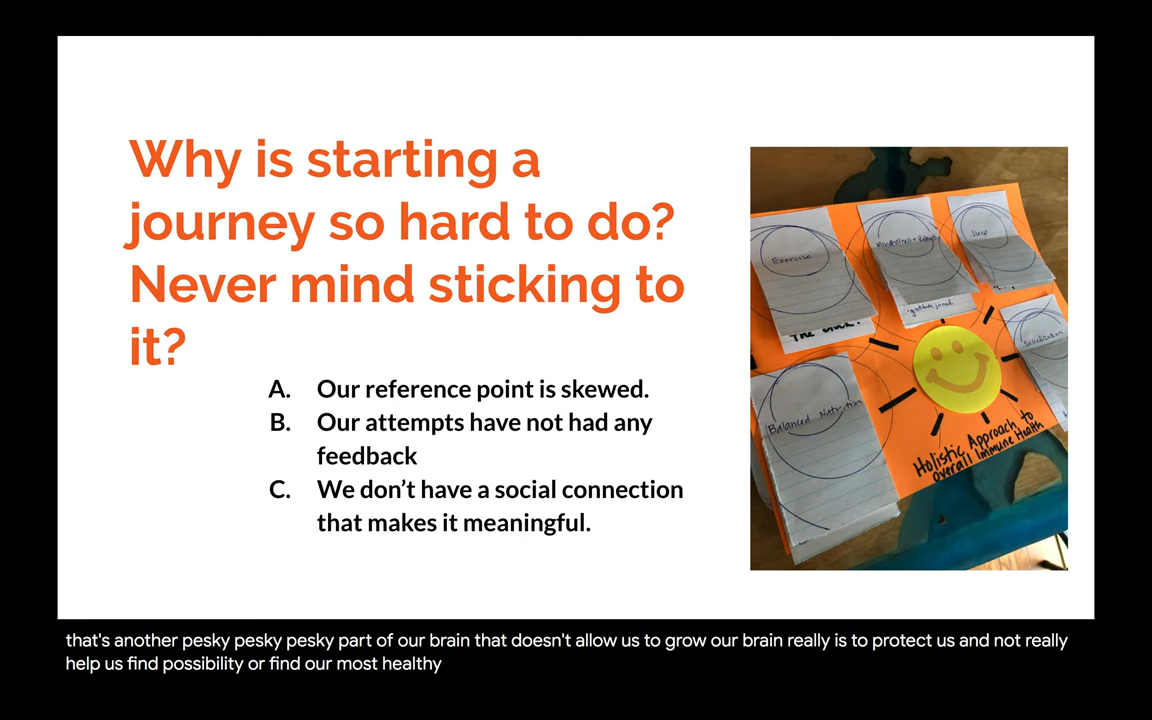 Why is starting a
journey so hard to do?
Never mind sticking to
it?
A. Our reference point is skewed.
B. Our attempts have not had any
feedback
C. We don't have a social connection
that makes it meaningful.
Exercise
Sleep
gratitude journal
Balanced Nutrition
Holistic Approach to
overall Immune Health
that's another pesky pesky pesky part of our brain that doesn't allow us to grow our brain really is to protect us and not really
help us find possibility or find our most healthy